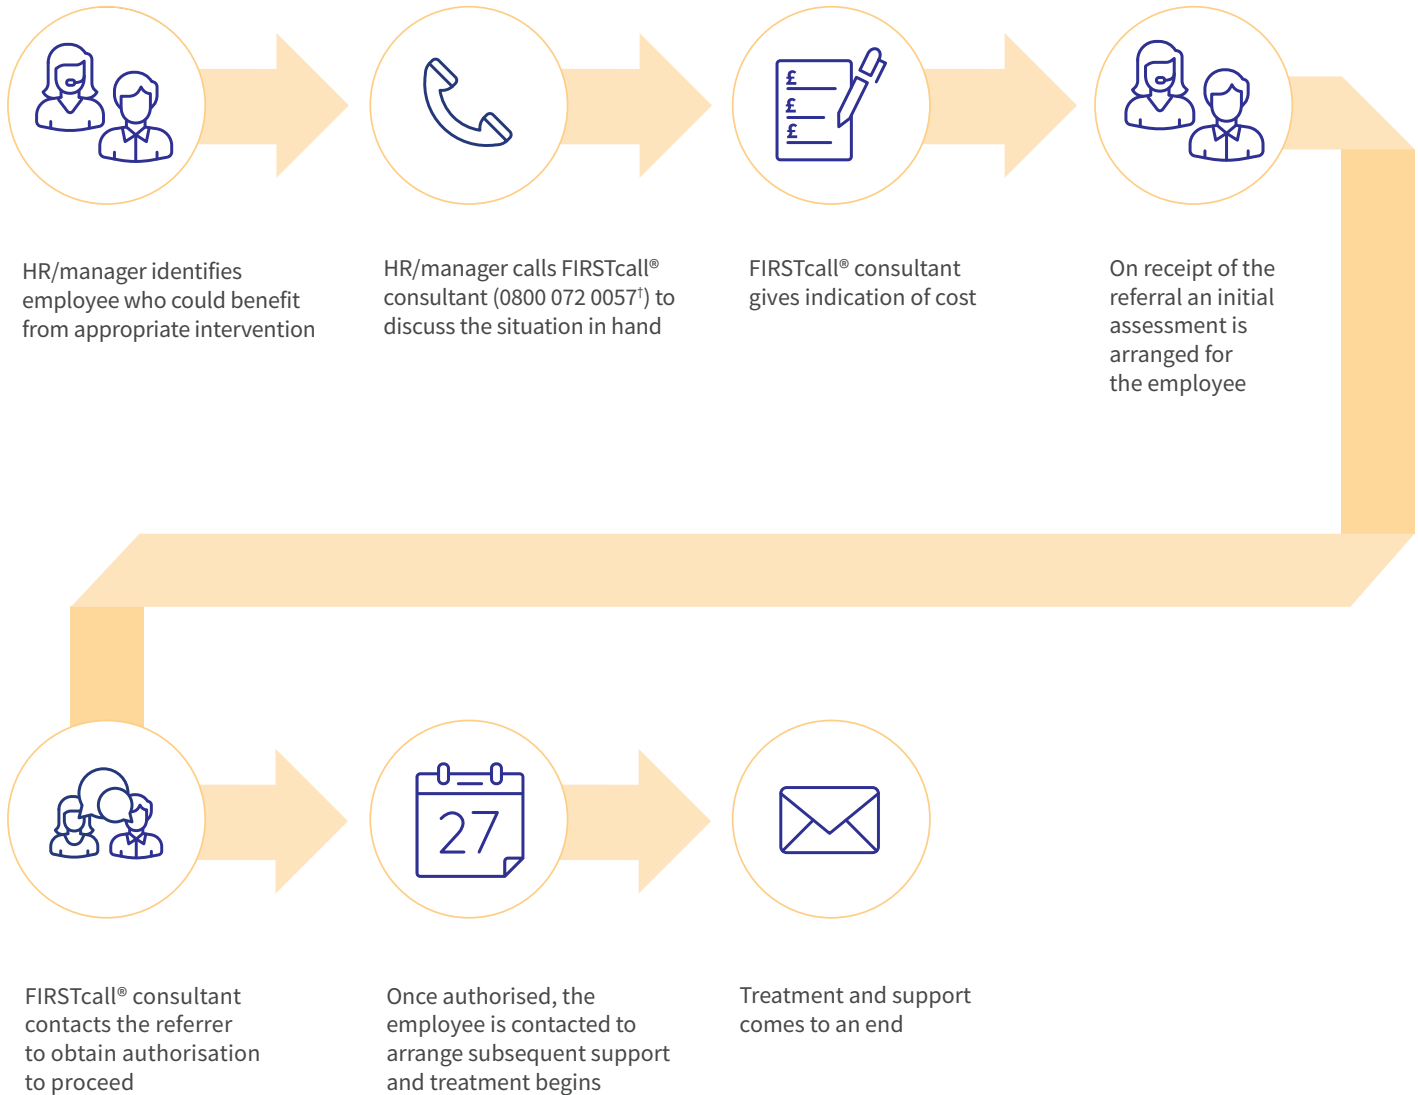 £
£
£
HR/manager identifies
employee who could benefit
from appropriate intervention
HR/manager calls FIRSTcall®
consultant (0800 072 0057†) to
discuss the situation in hand
FIRSTcall® consultant
gives indication of cost
On receipt of the
referral an initial
assessment is
arranged for
the employee
27
FIRSTcall® consultant
contacts the referrer
to obtain authorisation
to proceed
Once authorised, the
employee is contacted to
arrange subsequent support
and treatment begins
Treatment and support
comes to an end